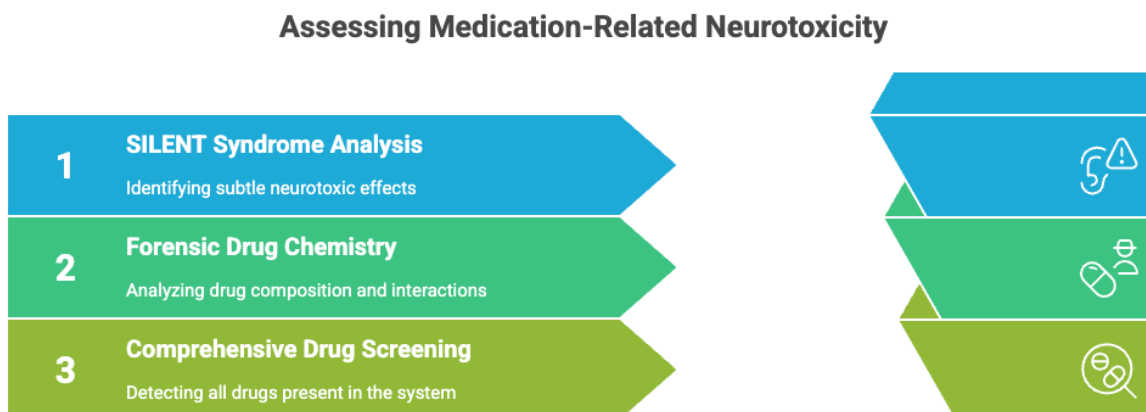 Assessing Medication-Related Neurotoxicity
1
SILENT Syndrome Analysis
Identifying subtle neurotoxic effects
2
Forensic Drug Chemistry
Analyzing drug composition and interactions
3
Comprehensive Drug Screening
Detecting all drugs present in the system